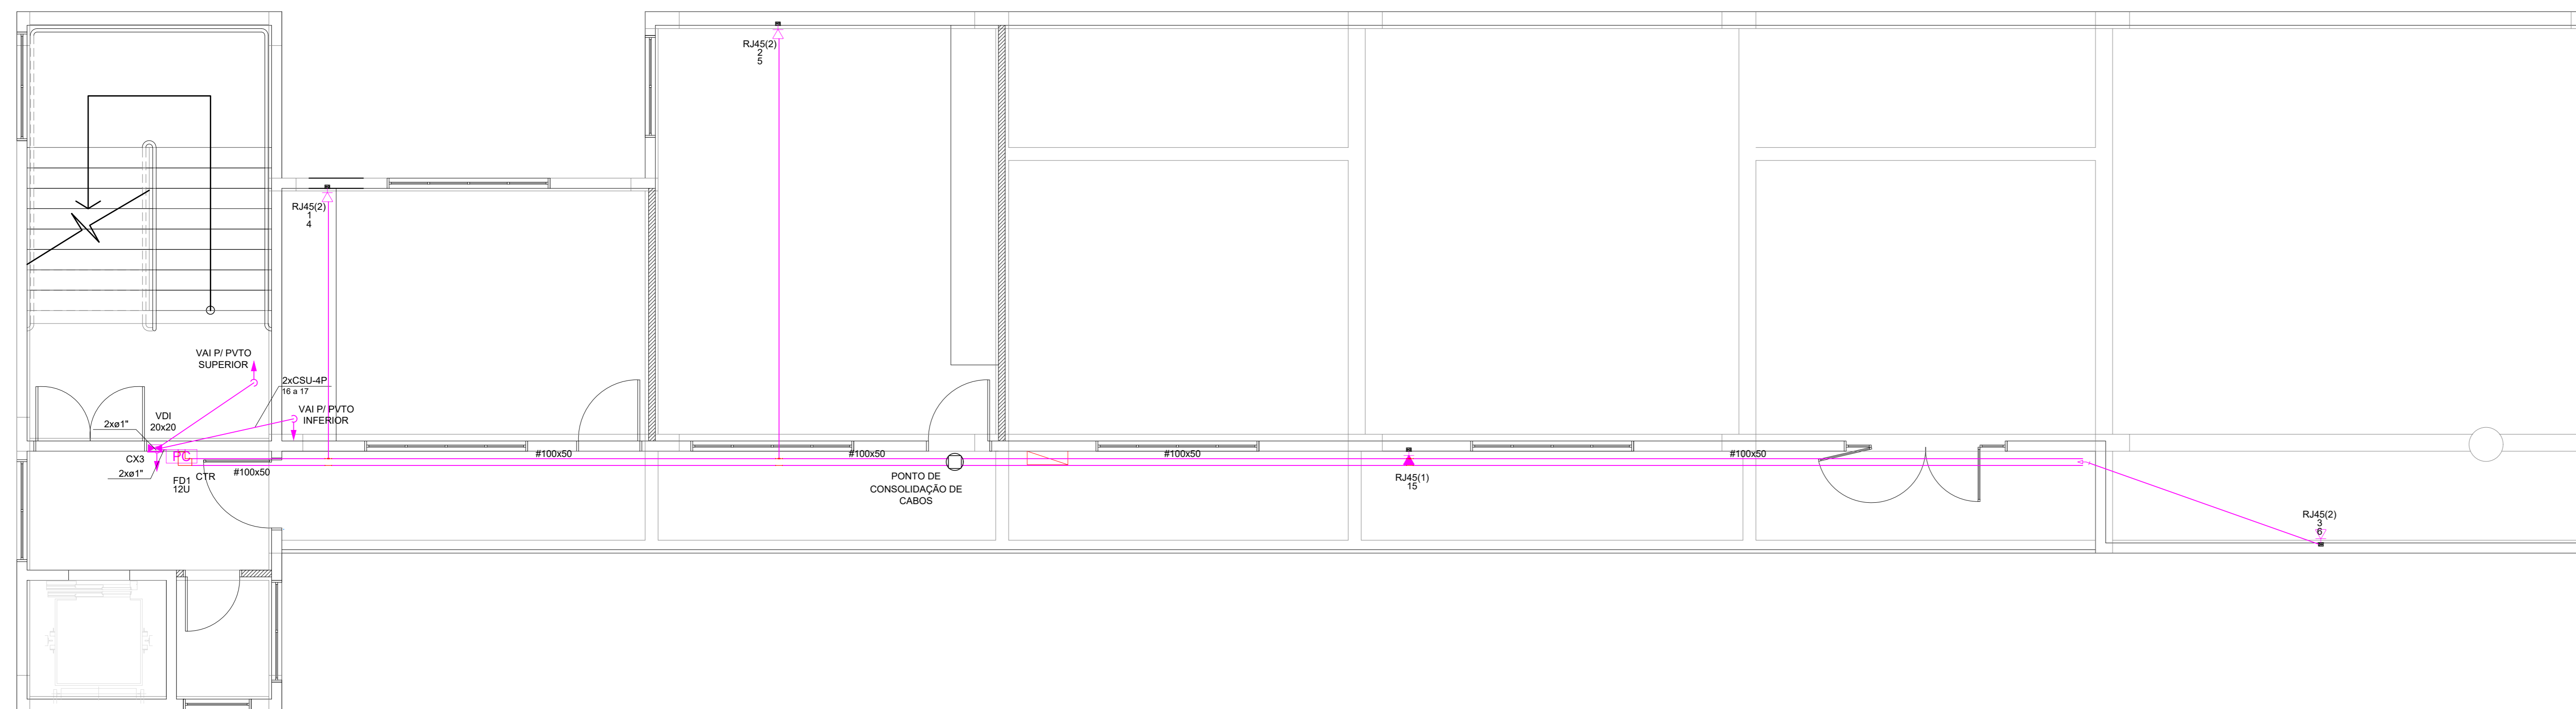 RJ45(2)
2
5
RJ45(2)
1
4
VAI P/ PVTO
SUPERIOR
2xCSU-4P
16 a 17
VAI P/ PVTO
INFERIOR
VDI
20x20
2xø1"
CX3
PC
2xø1"
FD1
12U
CTR
#100x50
#100x50
#100x50
PONTO DE
CONSOLIDAÇÃO DE
CABOS
#100x50
RJ45(1)
15
#100x50
RJ45(2)
3
6